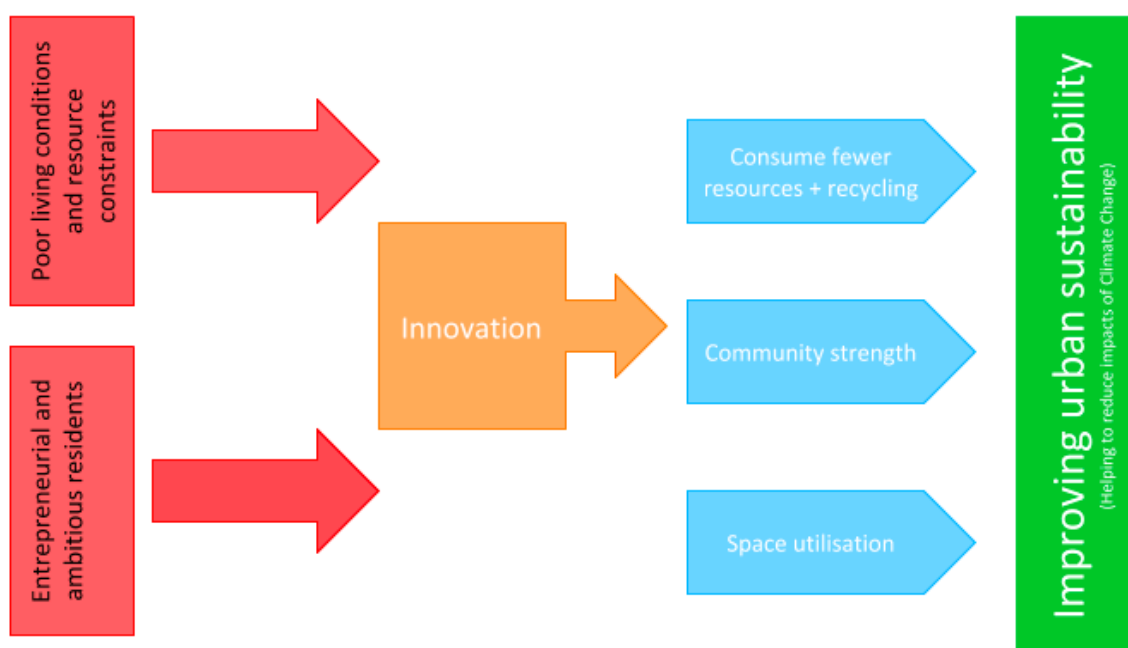 Poor living conditions
and resource
constraints
Entrepreneurial and
ambitious residents
Innovation
Consume fewer
resources + recycling
Community strength
Space utilisation
Improving urban sustainability
(Helping to reduce impacts of Climate Change)